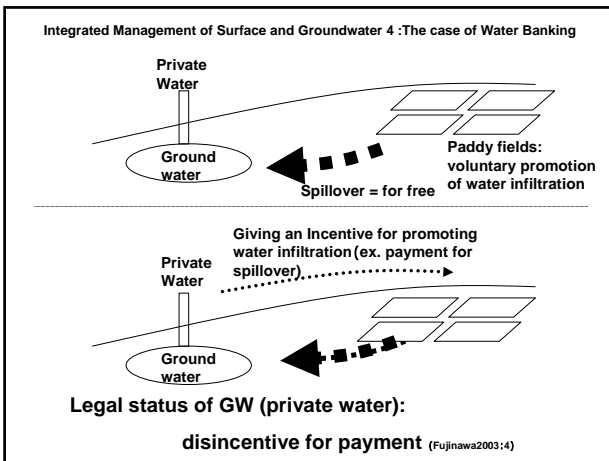 Integrated Management of Surface and Groundwater 4 :The case of Water Banking
Private
Water
Ground
water
Paddy fields:
voluntary promotion
of water infiltration
Spillover = for free
Giving an Incentive for promoting
water infiltration(ex. payment for
spillover)
Private
Water
Ground
water
Legal status of GW (private water):
disincentive for payment (Fujinawa2003;4)